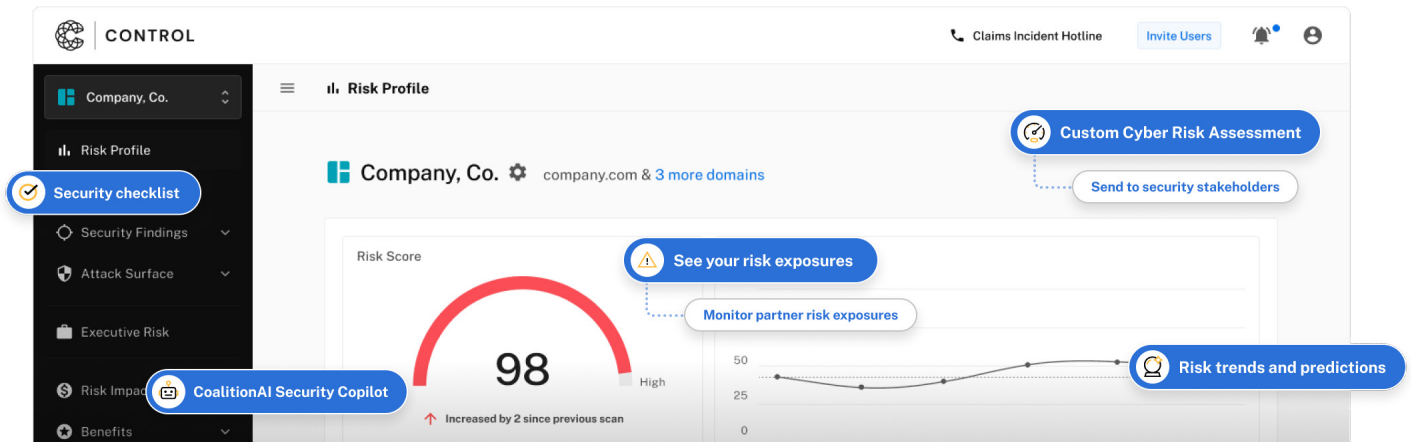 CONTROL
Claims Incident Hotline
Invite Users
Company, Co.
Risk Profile
Risk Profile
Custom Cyber Risk Assessment
Send to security stakeholders
Security checklist
Company, Co.
company.com & 3 more domains
Security Findings
Attack Surface
Executive Risk
Risk Score
See your risk exposures
Monitor partner risk exposures
98
High
Increased by 2 since previous scan
50
25
0
Risk trends and predictions
Risk Impac
CoalitionAI Security Copilot
Benefits